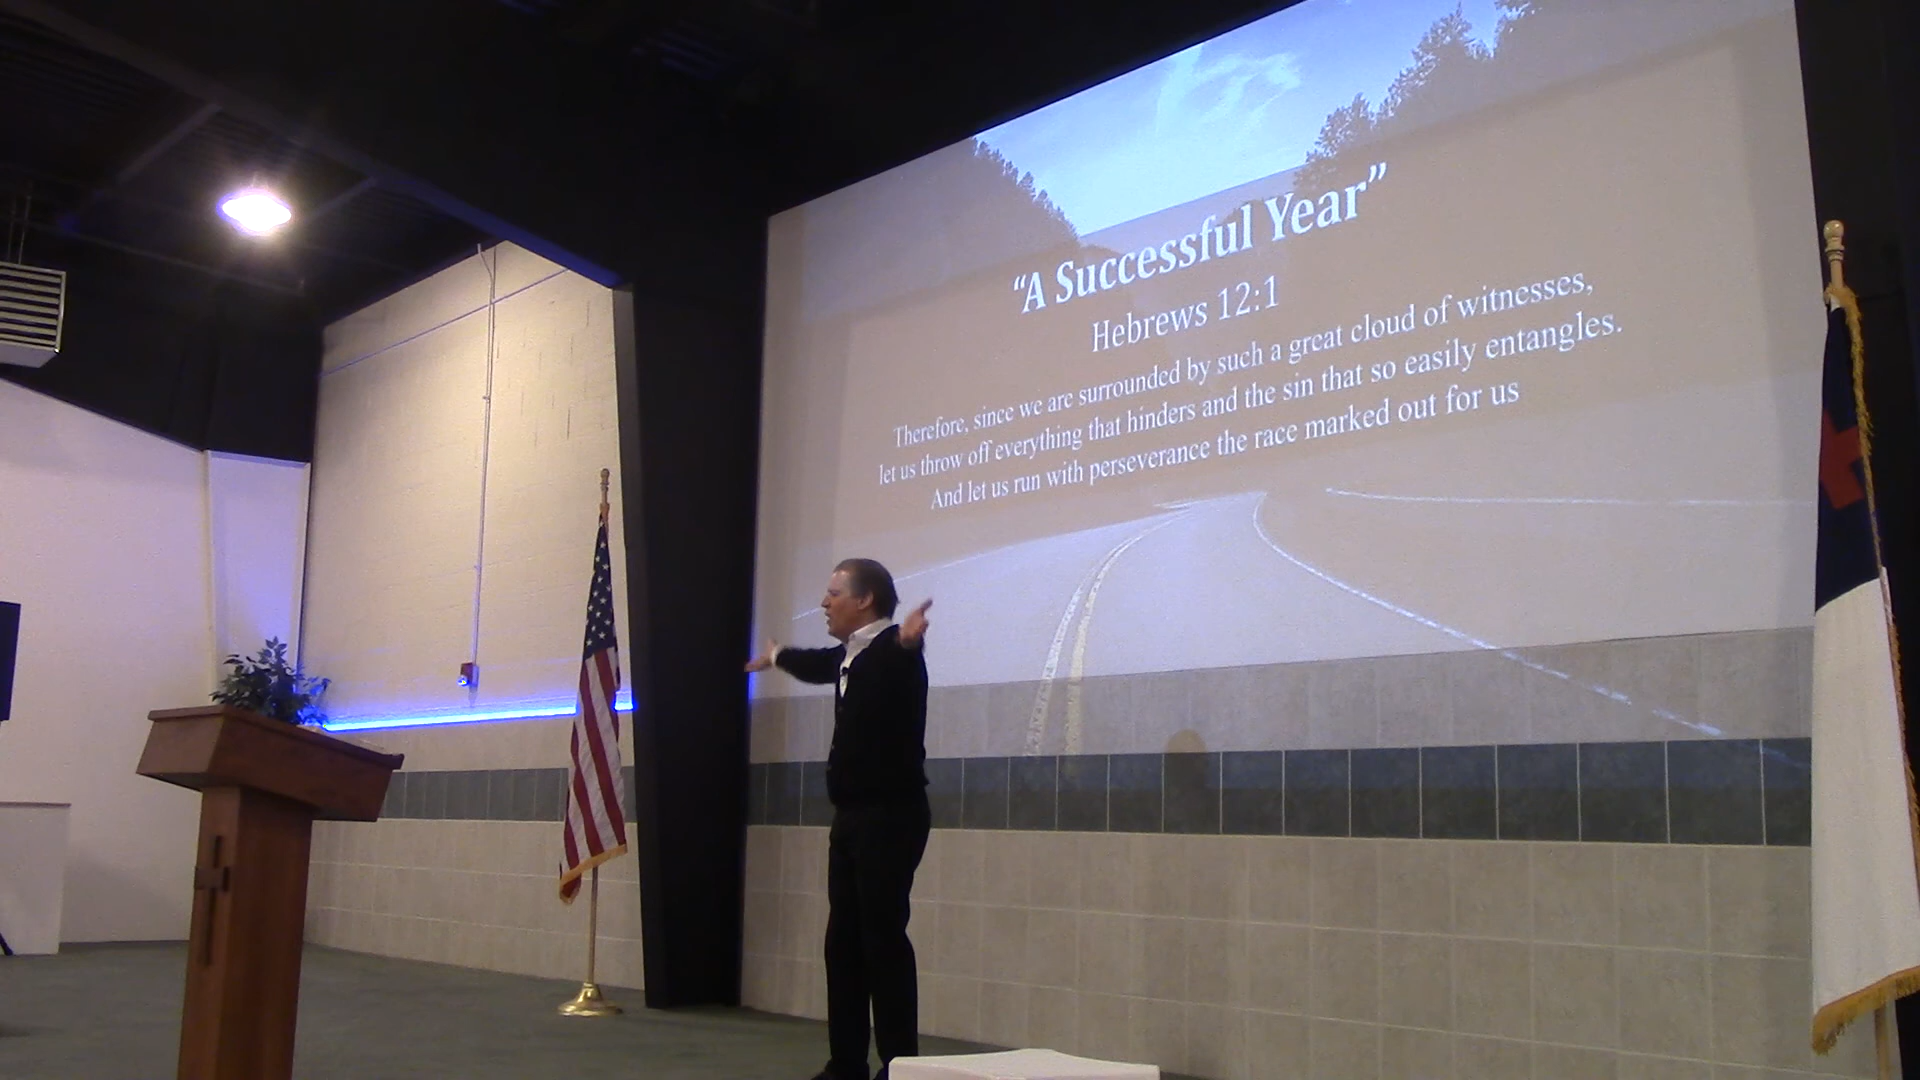 “A Successful Year”
Hebrews 12:1
Therefore, since we are surrounded by such a great cloud of witnesses,
let us throw off everything that hinders and the sin that so easily entangles.
And let us run with perseverance the race marked out for us